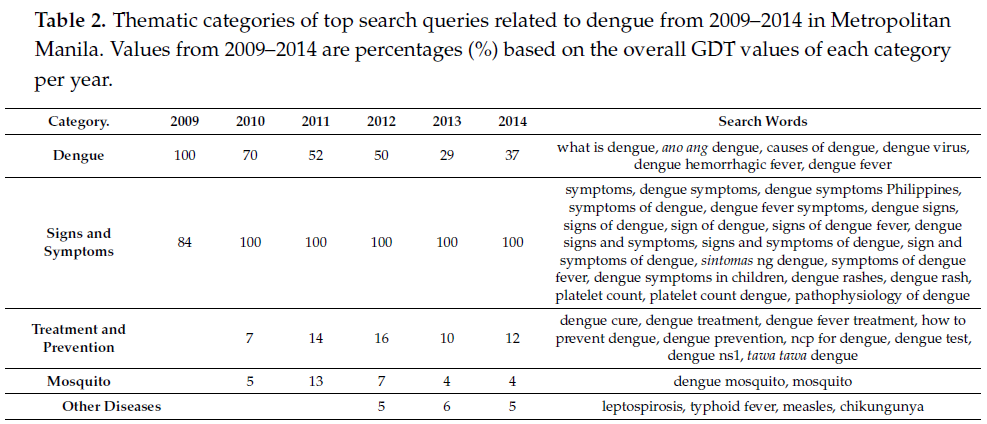 Table 2. Thematic categories of top search queries related to dengue from 2009–2014 in Metropolitan
Manila. Values from 2009–2014 are percentages (%) based on the overall GDT values of each category
per year.
Category. 2009 2010 2011 2012 2013 2014 Search Words
Dengue 100 70 52 50 29 37 what is dengue, ano ang dengue, causes of dengue, dengue virus,
dengue hemorrhagic fever, dengue fever
symptoms, dengue symptoms, dengue symptoms Philippines,
symptoms of dengue, dengue fever symptoms, dengue signs,
signs of dengue, sign of dengue, signs of dengue fever, dengue
Signs and Symptoms 84 100 100 100 100 100 signs and symptoms, signs and symptoms of dengue, sign and
symptoms of dengue, sintomas ng dengue, symptoms of dengue
fever, dengue symptoms in children, dengue rashes, dengue rash,
platelet count, platelet count dengue, pathophysiology of dengue
Treatment and Prevention 7 14 16 10 12 dengue cure, dengue treatment, dengue fever treatment, how to
prevent dengue, dengue prevention, ncp for dengue, dengue test,
dengue ns1, tawa tawa dengue
Mosquito 5 13 7 4 4 dengue mosquito, mosquito
Other Diseases 5 6 5 leptospirosis, typhoid fever, measles, chikungunya